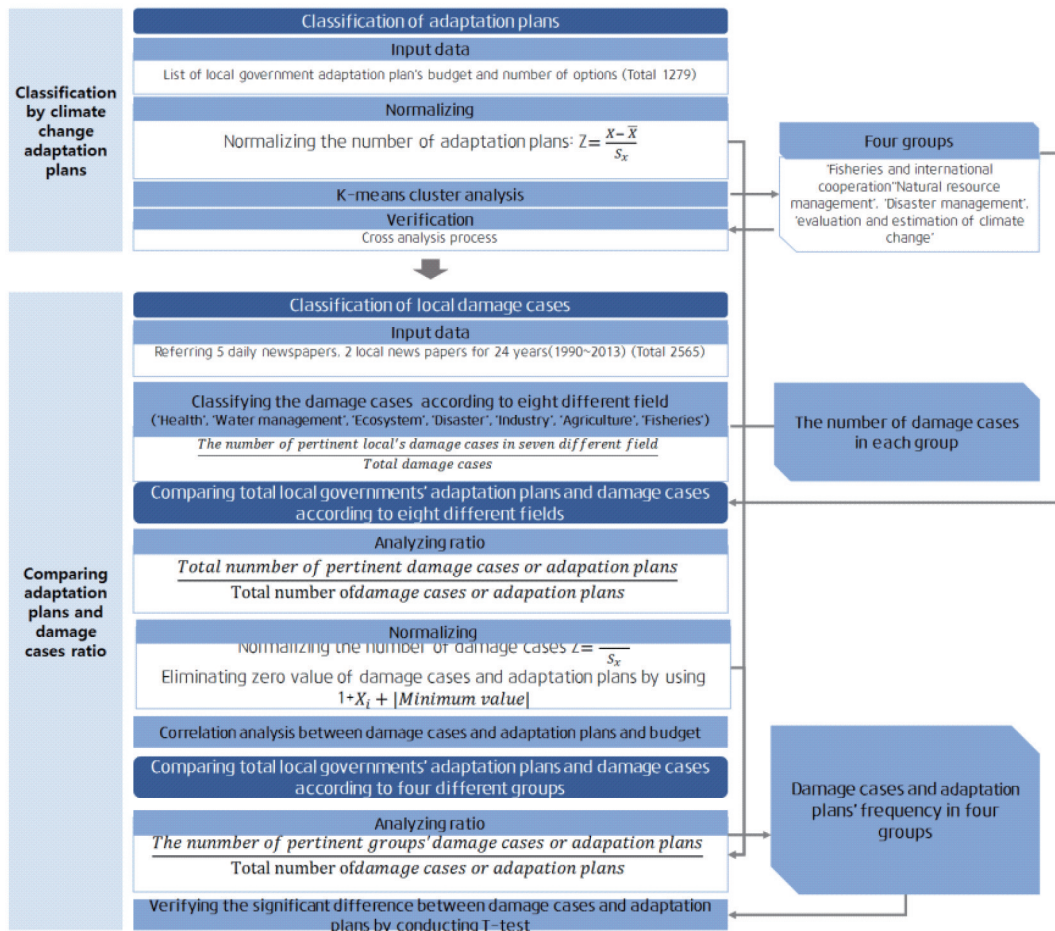 Classification by climate change adaptation plans
Classification of adaptation plans
Input data
List of local government adaptation plan's budget and number of options (Total 1279)
Normalizing
Normalizing the number of adaptation plans: Z= X− X̅ / Sx
K-means cluster analysis
Verification
Cross analysis process
Four groups
'Fisheries and international
cooperation''Natural resource
management', 'Disaster management',
'evaluation and estimation of climate
change'
Comparing adaptation plans and damage cases ratio
Classification of local damage cases
Input data
Referring 5 daily newspapers, 2 local news papers for 24 years(1990~2013) (Total 2565)
Classifying the damage cases according to eight different field
('Health', 'Water management', 'Ecosystem', 'Disaster', 'Industry', 'Agriculture', 'Fisheries')
The number of pertinent local's damage cases in seven different field
Total damage cases
The number of damage cases
in each group
Comparing total local governments' adaptation plans and damage cases
according to eight different fields
Analyzing ratio
Total nunmber of pertinent damage cases or adapation plans
Total number ofdamage cases or adapation plans
Normalizing
Normalizing the number of damage cases Z= / Sx
Eliminating zero value of damage cases and adaptation plans by using
1+Xi + |Minimum value|
Correlation analysis between damage cases and adaptation plans and budget
Comparing total local governments' adaptation plans and damage cases
according to four different groups
Analyzing ratio
The nunmber of pertinent groups' damage cases or adapation plans
Total number ofdamage cases or adapation plans
Damage cases and adaptation
plans' frequency in four
groups
Verifying the significant difference between damage cases and adaptation
plans by conducting T-test